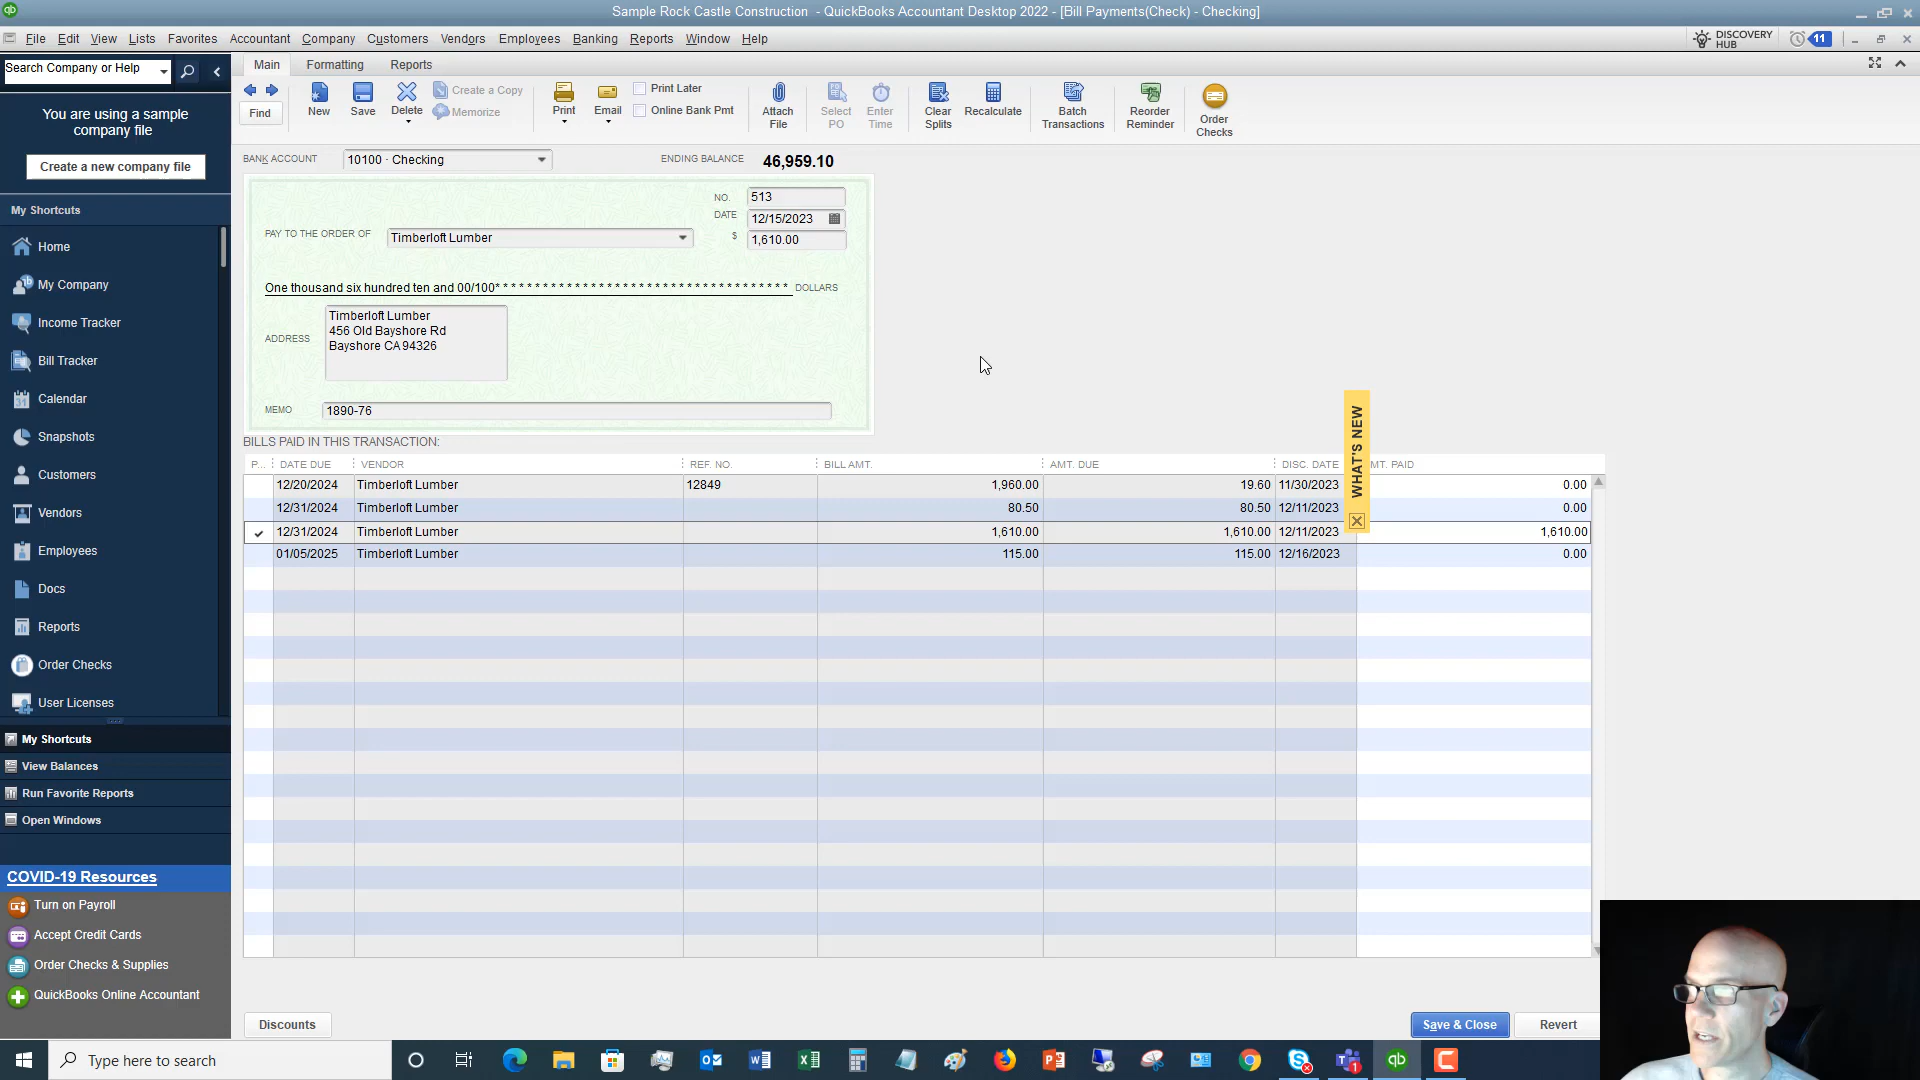 Sample Rock Castle Construction - QuickBooks Accountant Desktop 2022 - [Bill Payments(Check) - Checking]
File Edit View Lists Favorites Accountant Company Customers Vendors Employees Banking Reports Window Help
DISCOVERY HUB 11
Search Company or Help
You are using a sample
company file
Create a new company file
My Shortcuts
Home
My Company
Income Tracker
Bill Tracker
31 Calendar
Snapshots
Customers
Vendors
Employees
Docs
Reports
Order Checks
User Licenses
My Shortcuts
View Balances
Run Favorite Reports
Open Windows
COVID-19 Resources
Turn on Payroll
Accept Credit Cards
Order Checks & Supplies
QuickBooks Online Accountant
Main Formatting Reports
Find
New
Save
Delete
Create a Copy
Memorize
Print
Email
Print Later
Online Bank Pmt
Attach File
Select PO
Enter Time
Clear Splits
Recalculate
Batch Transactions
Reorder Reminder
Order Checks
BANK ACCOUNT 10100 · Checking ENDING BALANCE 46,959.10
NO. 513
DATE 12/15/2023
PAY TO THE ORDER OF Timberloft Lumber $ 1,610.00
One thousand six hundred ten and 00/100* * * * * * * * * * * * * * * * * * * * * * * * * * * * * * * * * * * * * DOLLARS
ADDRESS
Timberloft Lumber
456 Old Bayshore Rd
Bayshore CA 94326
MEMO 1890-76
BILLS PAID IN THIS TRANSACTION:
P... DATE DUE VENDOR REF. NO. BILL AMT. AMT. DUE DISC. DATE MT. PAID
12/20/2024 Timberloft Lumber 12849 1,960.00 19.60 11/30/2023 0.00
12/31/2024 Timberloft Lumber 80.50 80.50 12/11/2023 0.00
12/31/2024 Timberloft Lumber 1,610.00 1,610.00 12/11/2023 1,610.00
01/05/2025 Timberloft Lumber 115.00 115.00 12/16/2023 0.00
WHAT'S NEW
Discounts Save & Close Revert
Type here to search